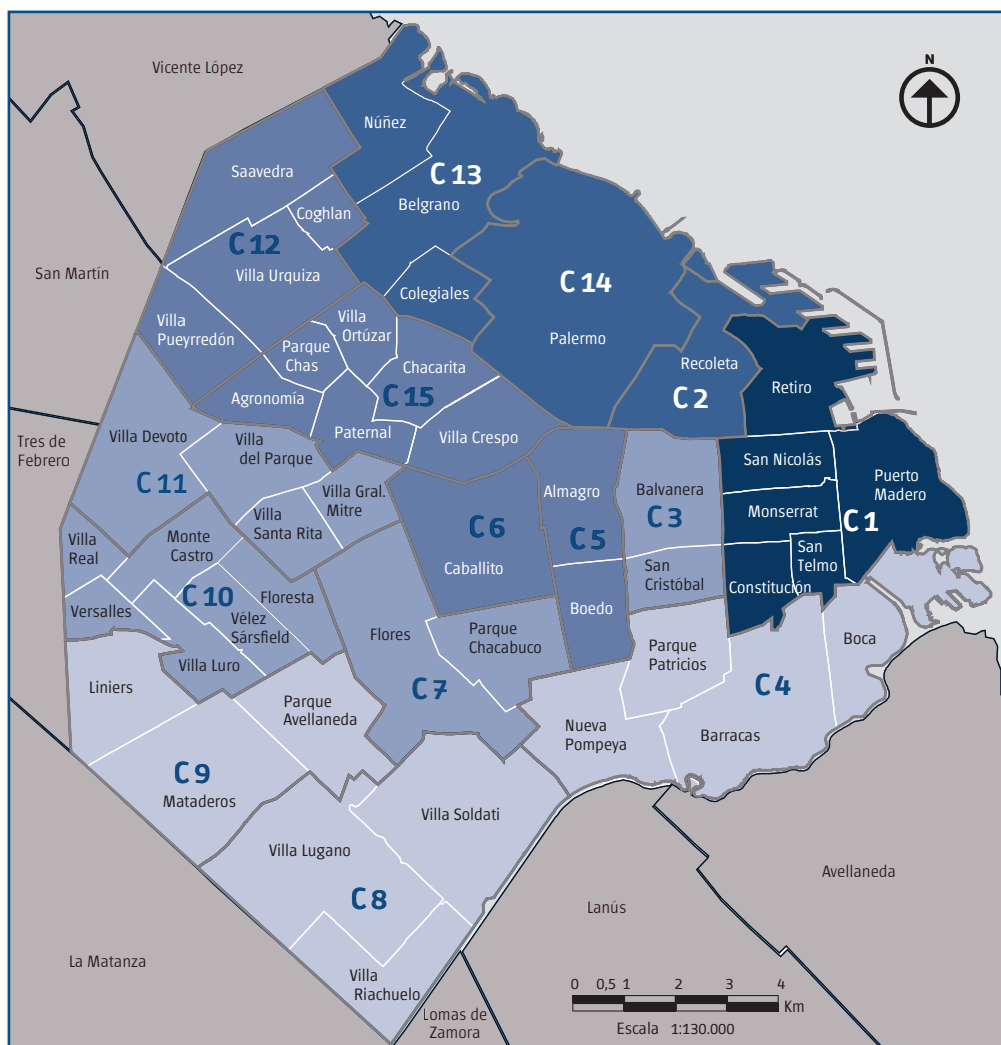 Vicente López
N
Núñez
Saavedra
C 13
Coghlan
Belgrano
C 12
Villa Urquiza
San Martín
C 14
Colegiales
Villa
Pueyrredón
Villa
Ortúzar
Palermo
Parque
Chas
Chacarita
Recoleta
Agronomía
C 15
C 2
Retiro
Villa Devoto
Paternal
Villa Crespo
Tres de
Febrero
Villa
del Parque
San Nicolás
Puerto
Madero
C 11
Villa Gral.
Mitre
Almagro
Balvanera
Monserrat
C 1
Villa
Santa Rita
C 6
C 5
C 3
Monte
Castro
Villa
Real
San
Telmo
Caballito
San
Cristóbal
Constitución
C 10
Floresta
Versalles
Vélez
Sársfield
Boedo
Flores
Parque
Chacabuco
Boca
Villa Luro
Parque
Patricios
Liniers
C 7
C 4
Parque
Avellaneda
Nueva
Pompeya
Barracas
C 9
Mataderos
Villa Soldati
Villa Lugano
Avellaneda
C 8
Lanús
La Matanza
Villa
Riachuelo
0 0,5 1 2 3 4
Km
Lomas de
Zamora
Escala 1:130.000